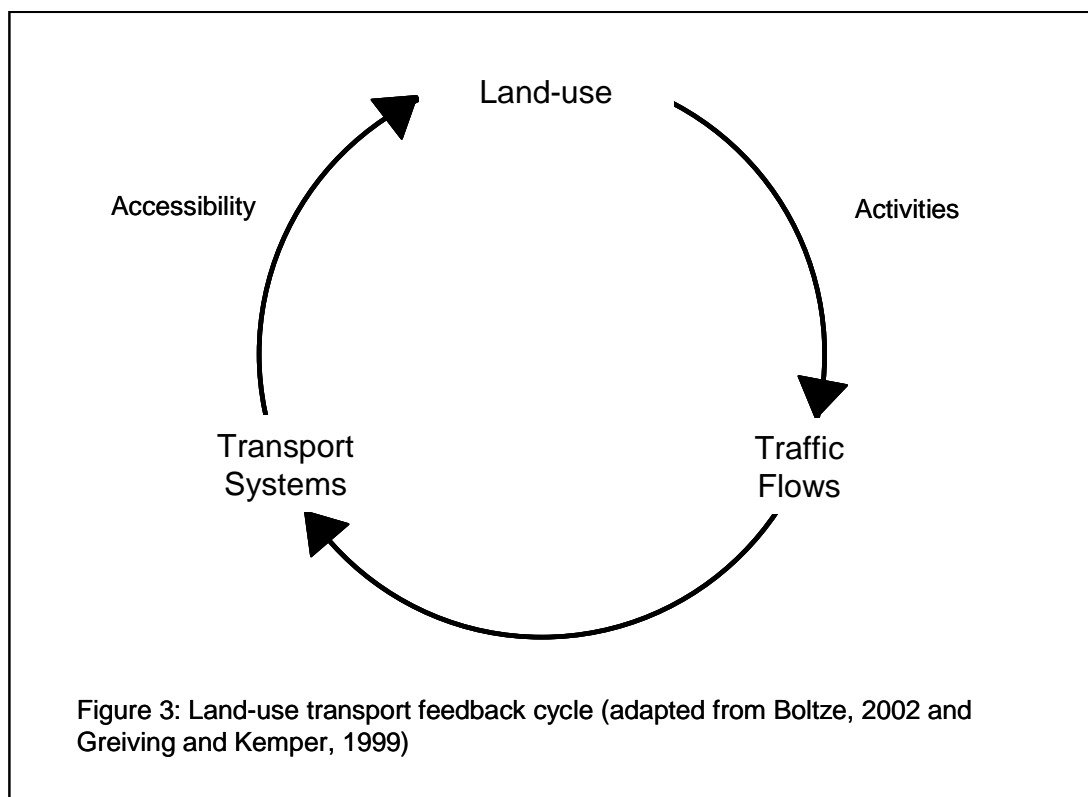 Land-use
Accessibility
Activities
Transport
Systems
Traffic
Flows
Figure 3: Land-use transport feedback cycle (adapted from Boltze, 2002 and
Greiving and Kemper, 1999)